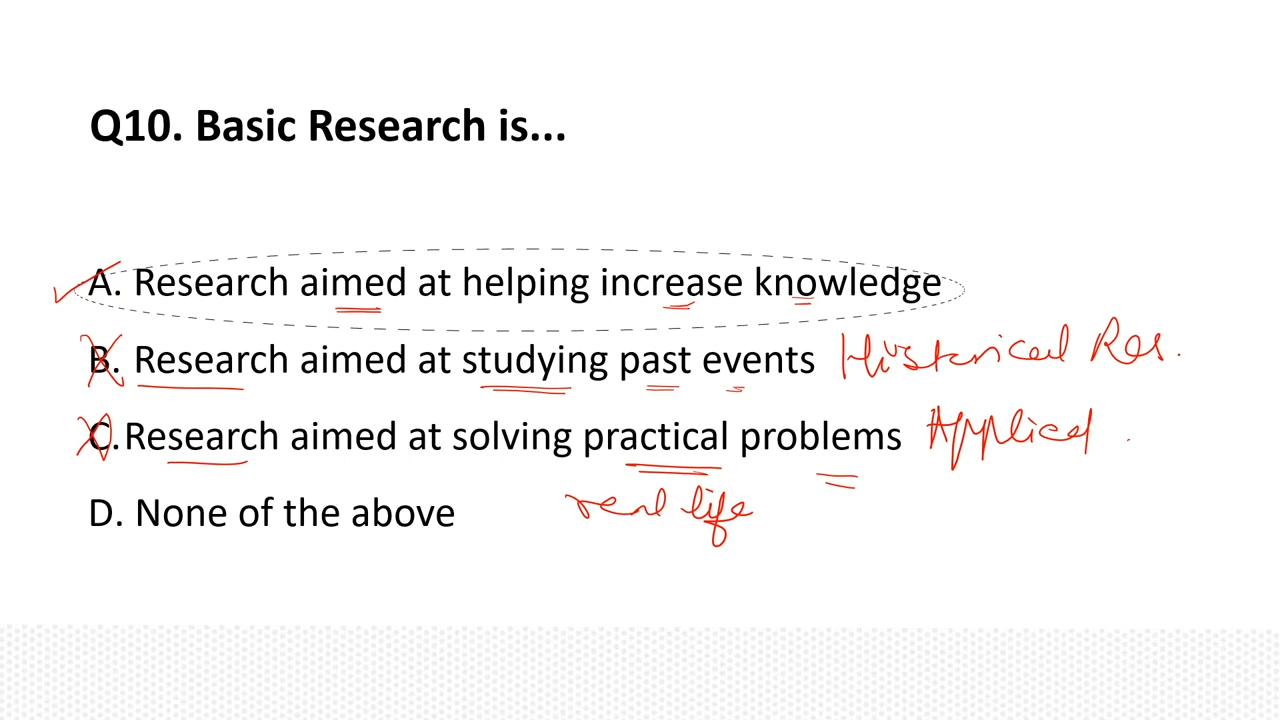 Q10. Basic Research is...
A. Research aimed at helping increase knowledge
B. Research aimed at studying past events Historical Res.
C. Research aimed at solving practical problems Applied
D. None of the above real life